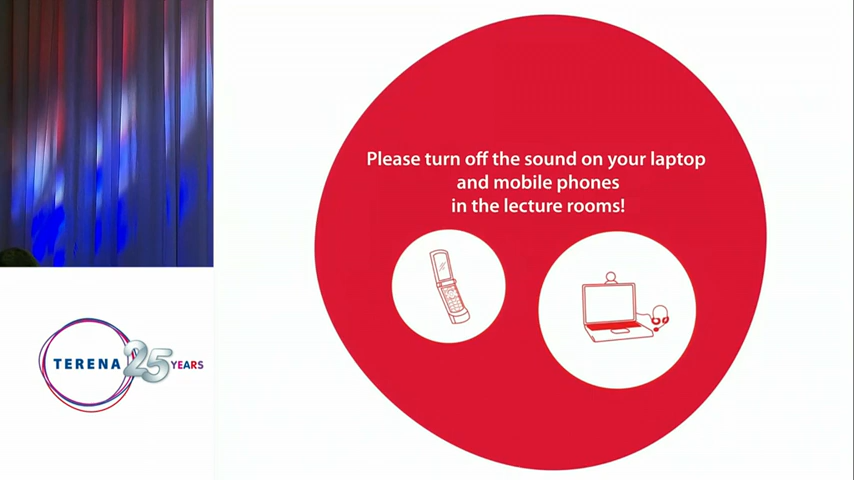 Please turn off the sound on your laptop
and mobile phones
in the lecture rooms!
TERENA 25 YEARS